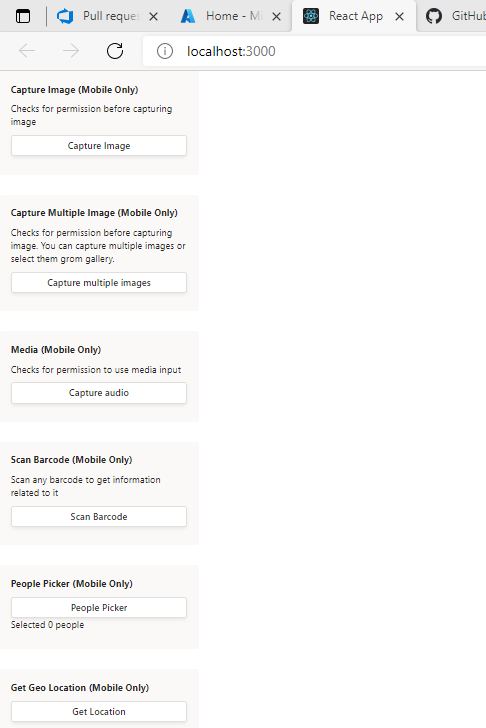 Pull reque
Home - Mi
React App
GitHub
localhost:3000
Capture Image (Mobile Only)
Checks for permission before capturing
image
Capture Image
Capture Multiple Image (Mobile Only)
Checks for permission before capturing
image. You can capture multiple images or
select them grom gallery.
Capture multiple images
Media (Mobile Only)
Checks for permission to use media input
Capture audio
Scan Barcode (Mobile Only)
Scan any barcode to get information
related to it
Scan Barcode
People Picker (Mobile Only)
People Picker
Selected 0 people
Get Geo Location (Mobile Only)
Get Location